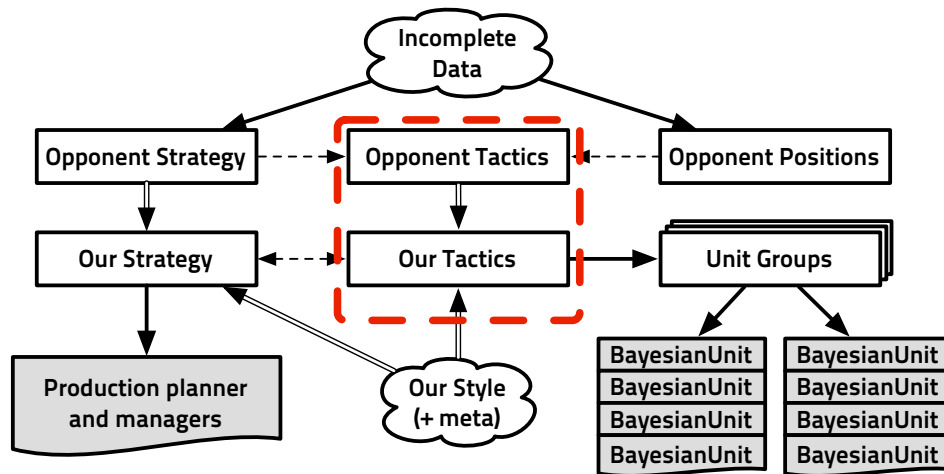 Incomplete
Data
Opponent Strategy
Opponent Tactics
Opponent Positions
Our Strategy
Our Tactics
Unit Groups
Production planner
and managers
Our Style
(+ meta)
BayesianUnit
BayesianUnit
BayesianUnit
BayesianUnit
BayesianUnit
BayesianUnit
BayesianUnit
BayesianUnit